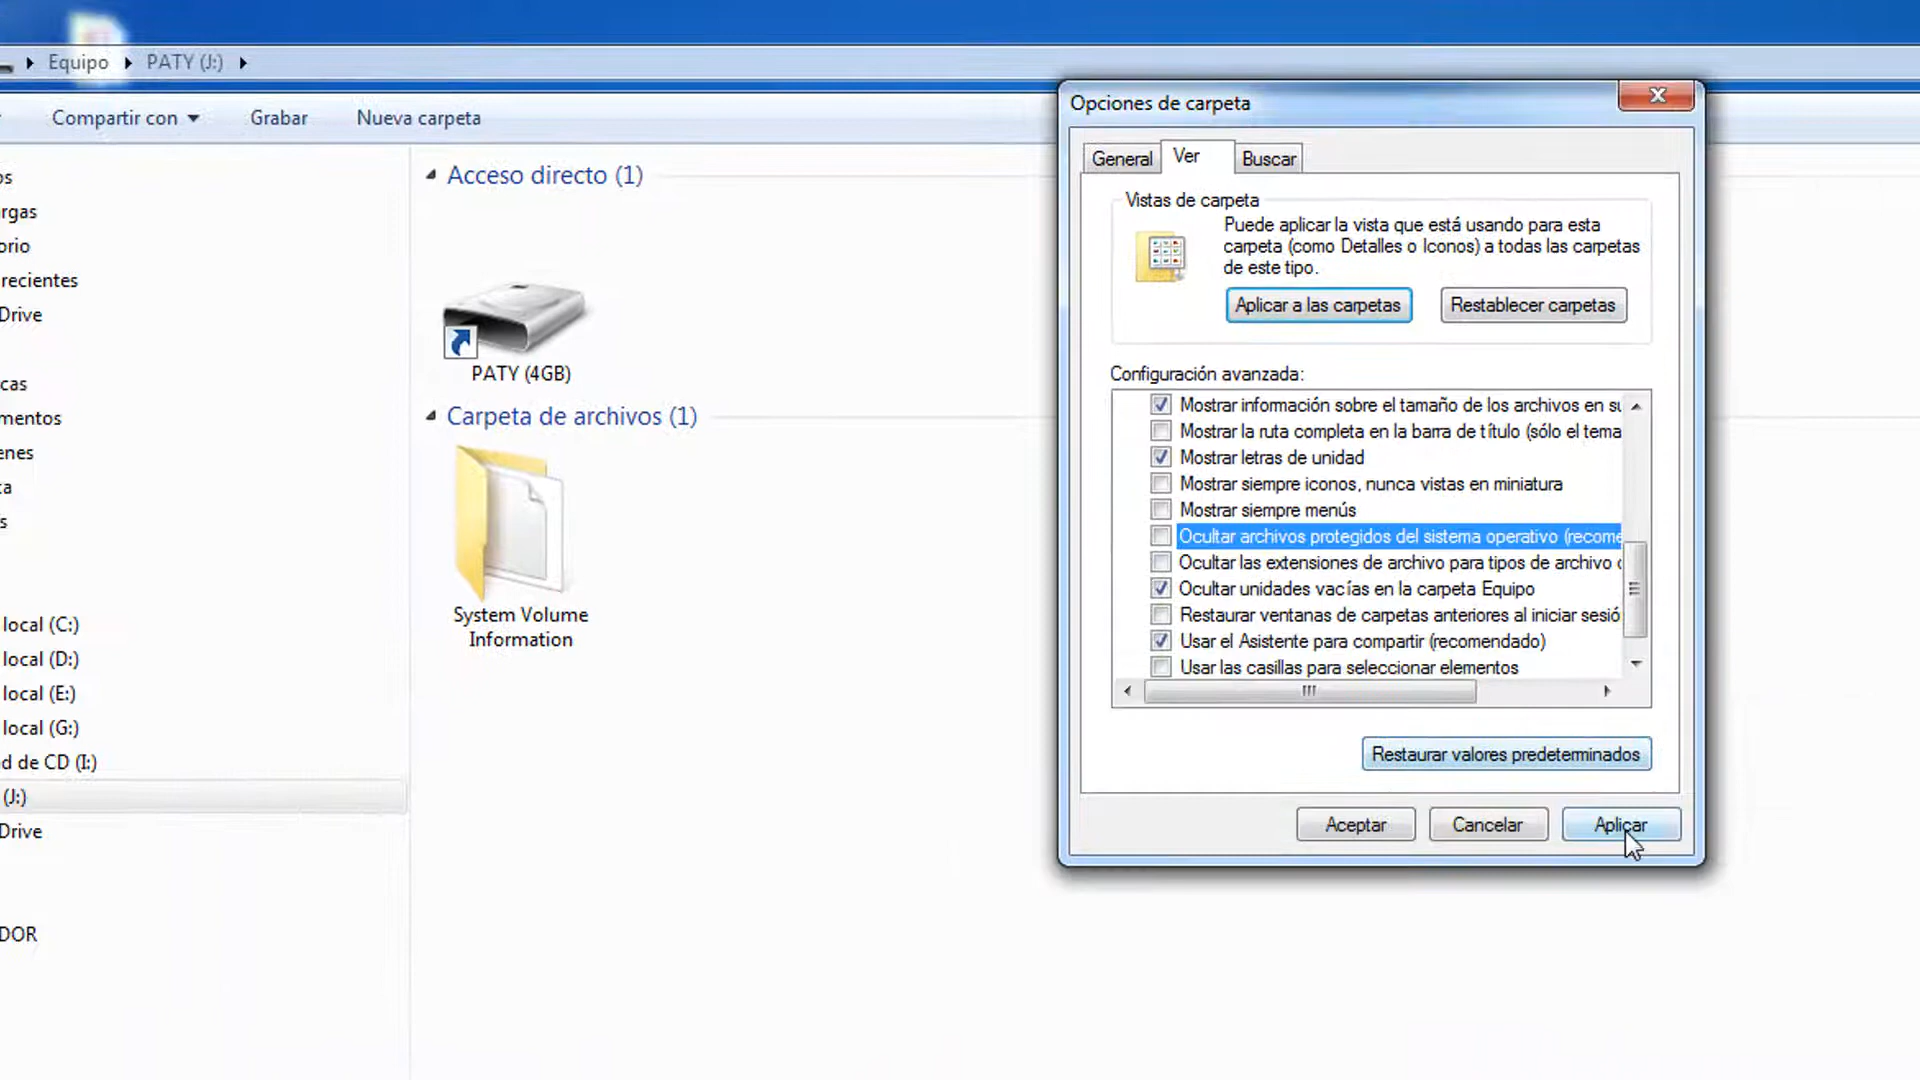 Equipo
PATY (J:)
Compartir con
Grabar
Nueva carpeta
os
rgas
orio
recientes
Drive
cas
mentos
enes
ta
s
local (C:)
local (D:)
local (E:)
local (G:)
d de CD (I:)
(J:)
Drive
DOR
Acceso directo (1)
PATY (4GB)
Carpeta de archivos (1)
System Volume
Information
Opciones de carpeta
General
Ver
Buscar
Vistas de carpeta
Puede aplicar la vista que está usando para esta
carpeta (como Detalles o Iconos) a todas las carpetas
de este tipo.
Aplicar a las carpetas
Restablecer carpetas
Configuración avanzada:
Mostrar información sobre el tamaño de los archivos en su
Mostrar la ruta completa en la barra de título (sólo el tema
Mostrar letras de unidad
Mostrar siempre iconos, nunca vistas en miniatura
Mostrar siempre menús
Ocultar archivos protegidos del sistema operativo (recome
Ocultar las extensiones de archivo para tipos de archivo c
Ocultar unidades vacías en la carpeta Equipo
Restaurar ventanas de carpetas anteriores al iniciar sesió
Usar el Asistente para compartir (recomendado)
Usar las casillas para seleccionar elementos
Restaurar valores predeterminados
Aceptar
Cancelar
Aplicar